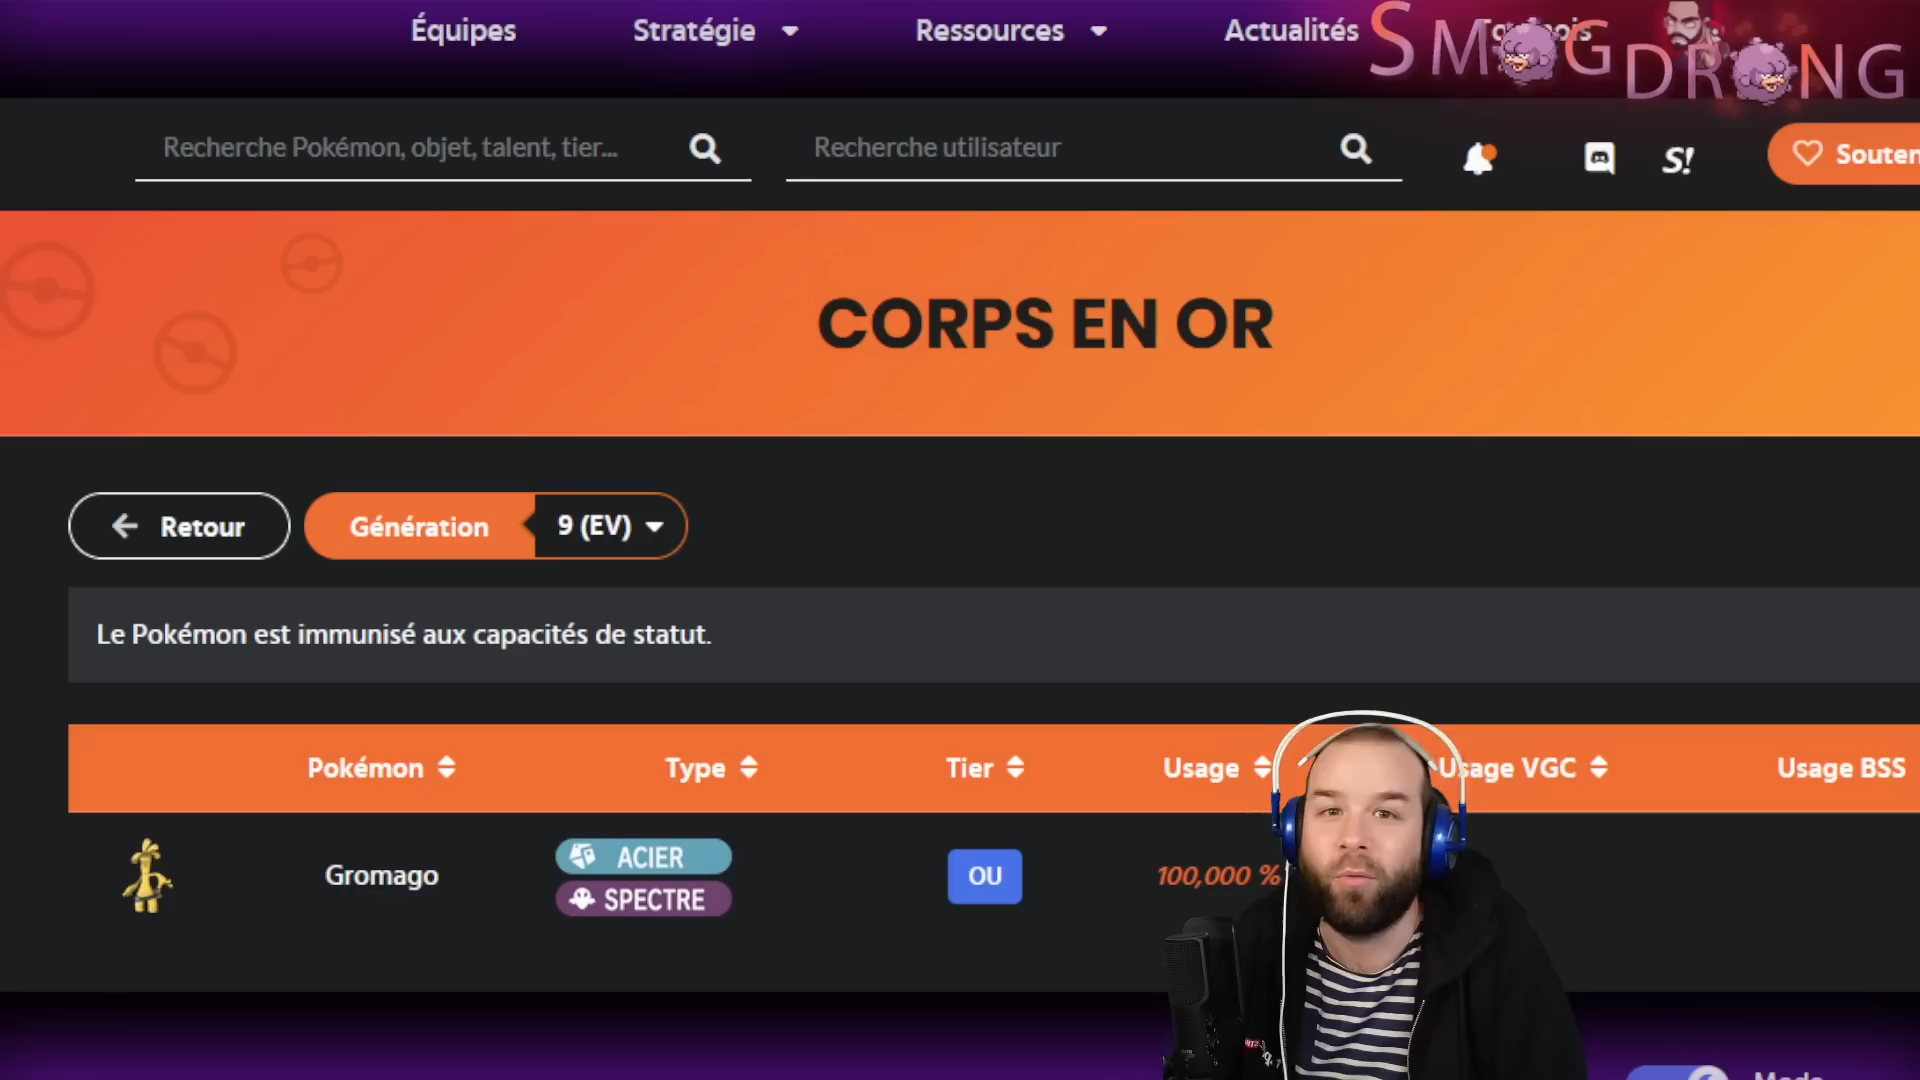 Équipes
Stratégie
Ressources
Actualités
SMOGDRONG
Recherche Pokémon, objet, talent, tier...
Recherche utilisateur
S!
Souten
CORPS EN OR
Retour
Génération
9 (EV)
Le Pokémon est immunisé aux capacités de statut.
Pokémon
Type
Tier
Usage
Usage VGC
Usage BSS
Gromago
ACIER
SPECTRE
OU
100,000 %